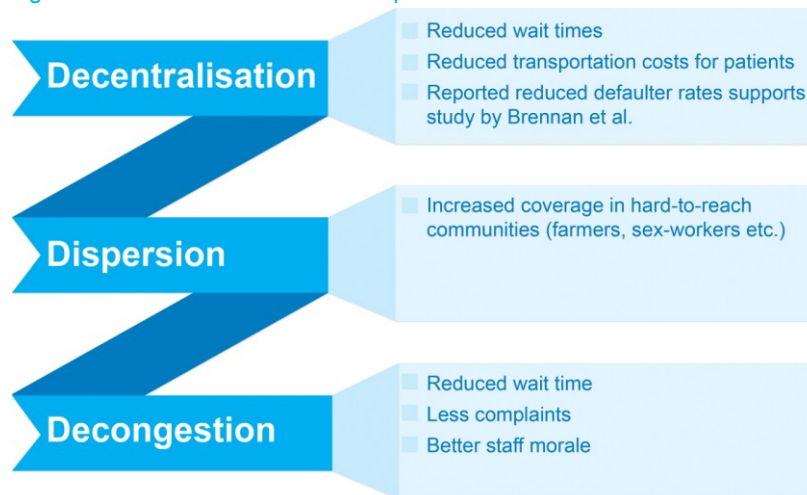 Decentralisation
Reduced wait times
Reduced transportation costs for patients
Reported reduced defaulter rates supports
study by Brennan et al.
Dispersion
Increased coverage in hard-to-reach
communities (farmers, sex-workers etc.)
Decongestion
Reduced wait time
Less complaints
Better staff morale